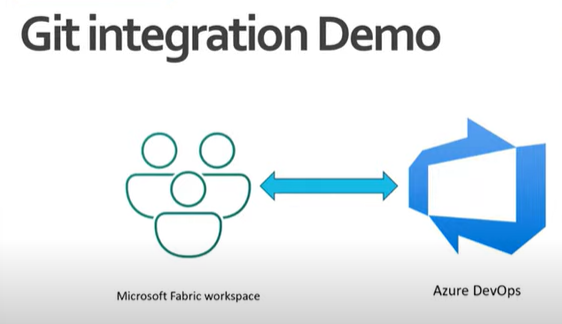 Git integration Demo
Microsoft Fabric workspace
Azure DevOps